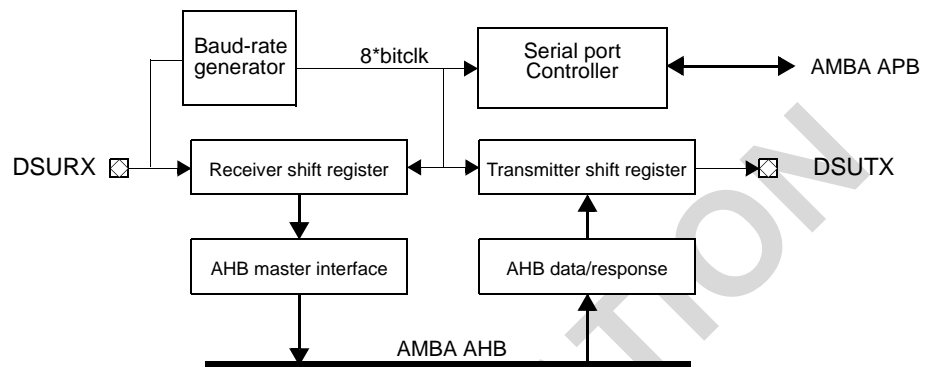 Baud-rate
generator
8*bitclk
Serial port
Controller
AMBA APB
DSURX
Receiver shift register
Transmitter shift register
DSUTX
AHB master interface
AHB data/response
AMBA AHB